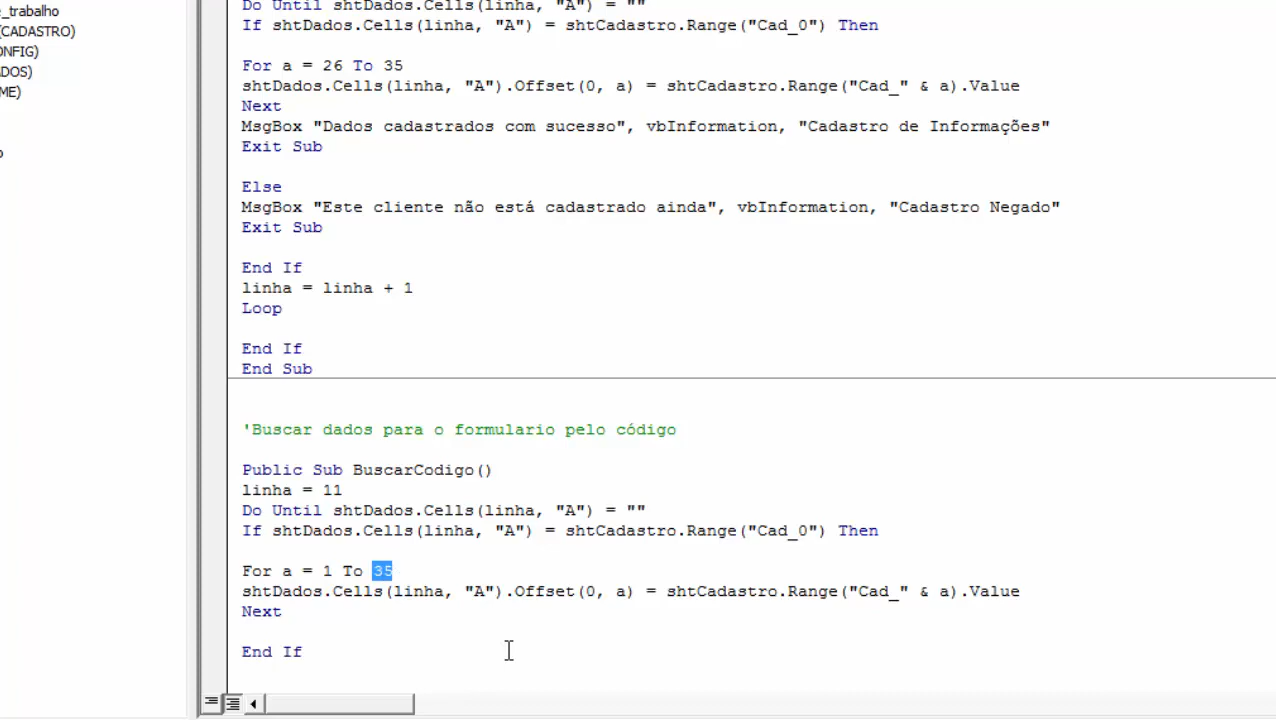 _trabalho
(CADASTRO)
ONFIG)
ADOS)
ME)
o
Do Until shtDados.Cells(linha, "A") = ""
If shtDados.Cells(linha, "A") = shtCadastro.Range("Cad_0") Then
For a = 26 To 35
shtDados.Cells(linha, "A").Offset(0, a) = shtCadastro.Range("Cad_" & a).Value
Next
MsgBox "Dados cadastrados com sucesso", vbInformation, "Cadastro de Informações"
Exit Sub
Else
MsgBox "Este cliente não está cadastrado ainda", vbInformation, "Cadastro Negado"
Exit Sub
End If
linha = linha + 1
Loop
End If
End Sub
'Buscar dados para o formulario pelo código
Public Sub BuscarCodigo()
linha = 11
Do Until shtDados.Cells(linha, "A") = ""
If shtDados.Cells(linha, "A") = shtCadastro.Range("Cad_0") Then
For a = 1 To 35
shtDados.Cells(linha, "A").Offset(0, a) = shtCadastro.Range("Cad_" & a).Value
Next
End If